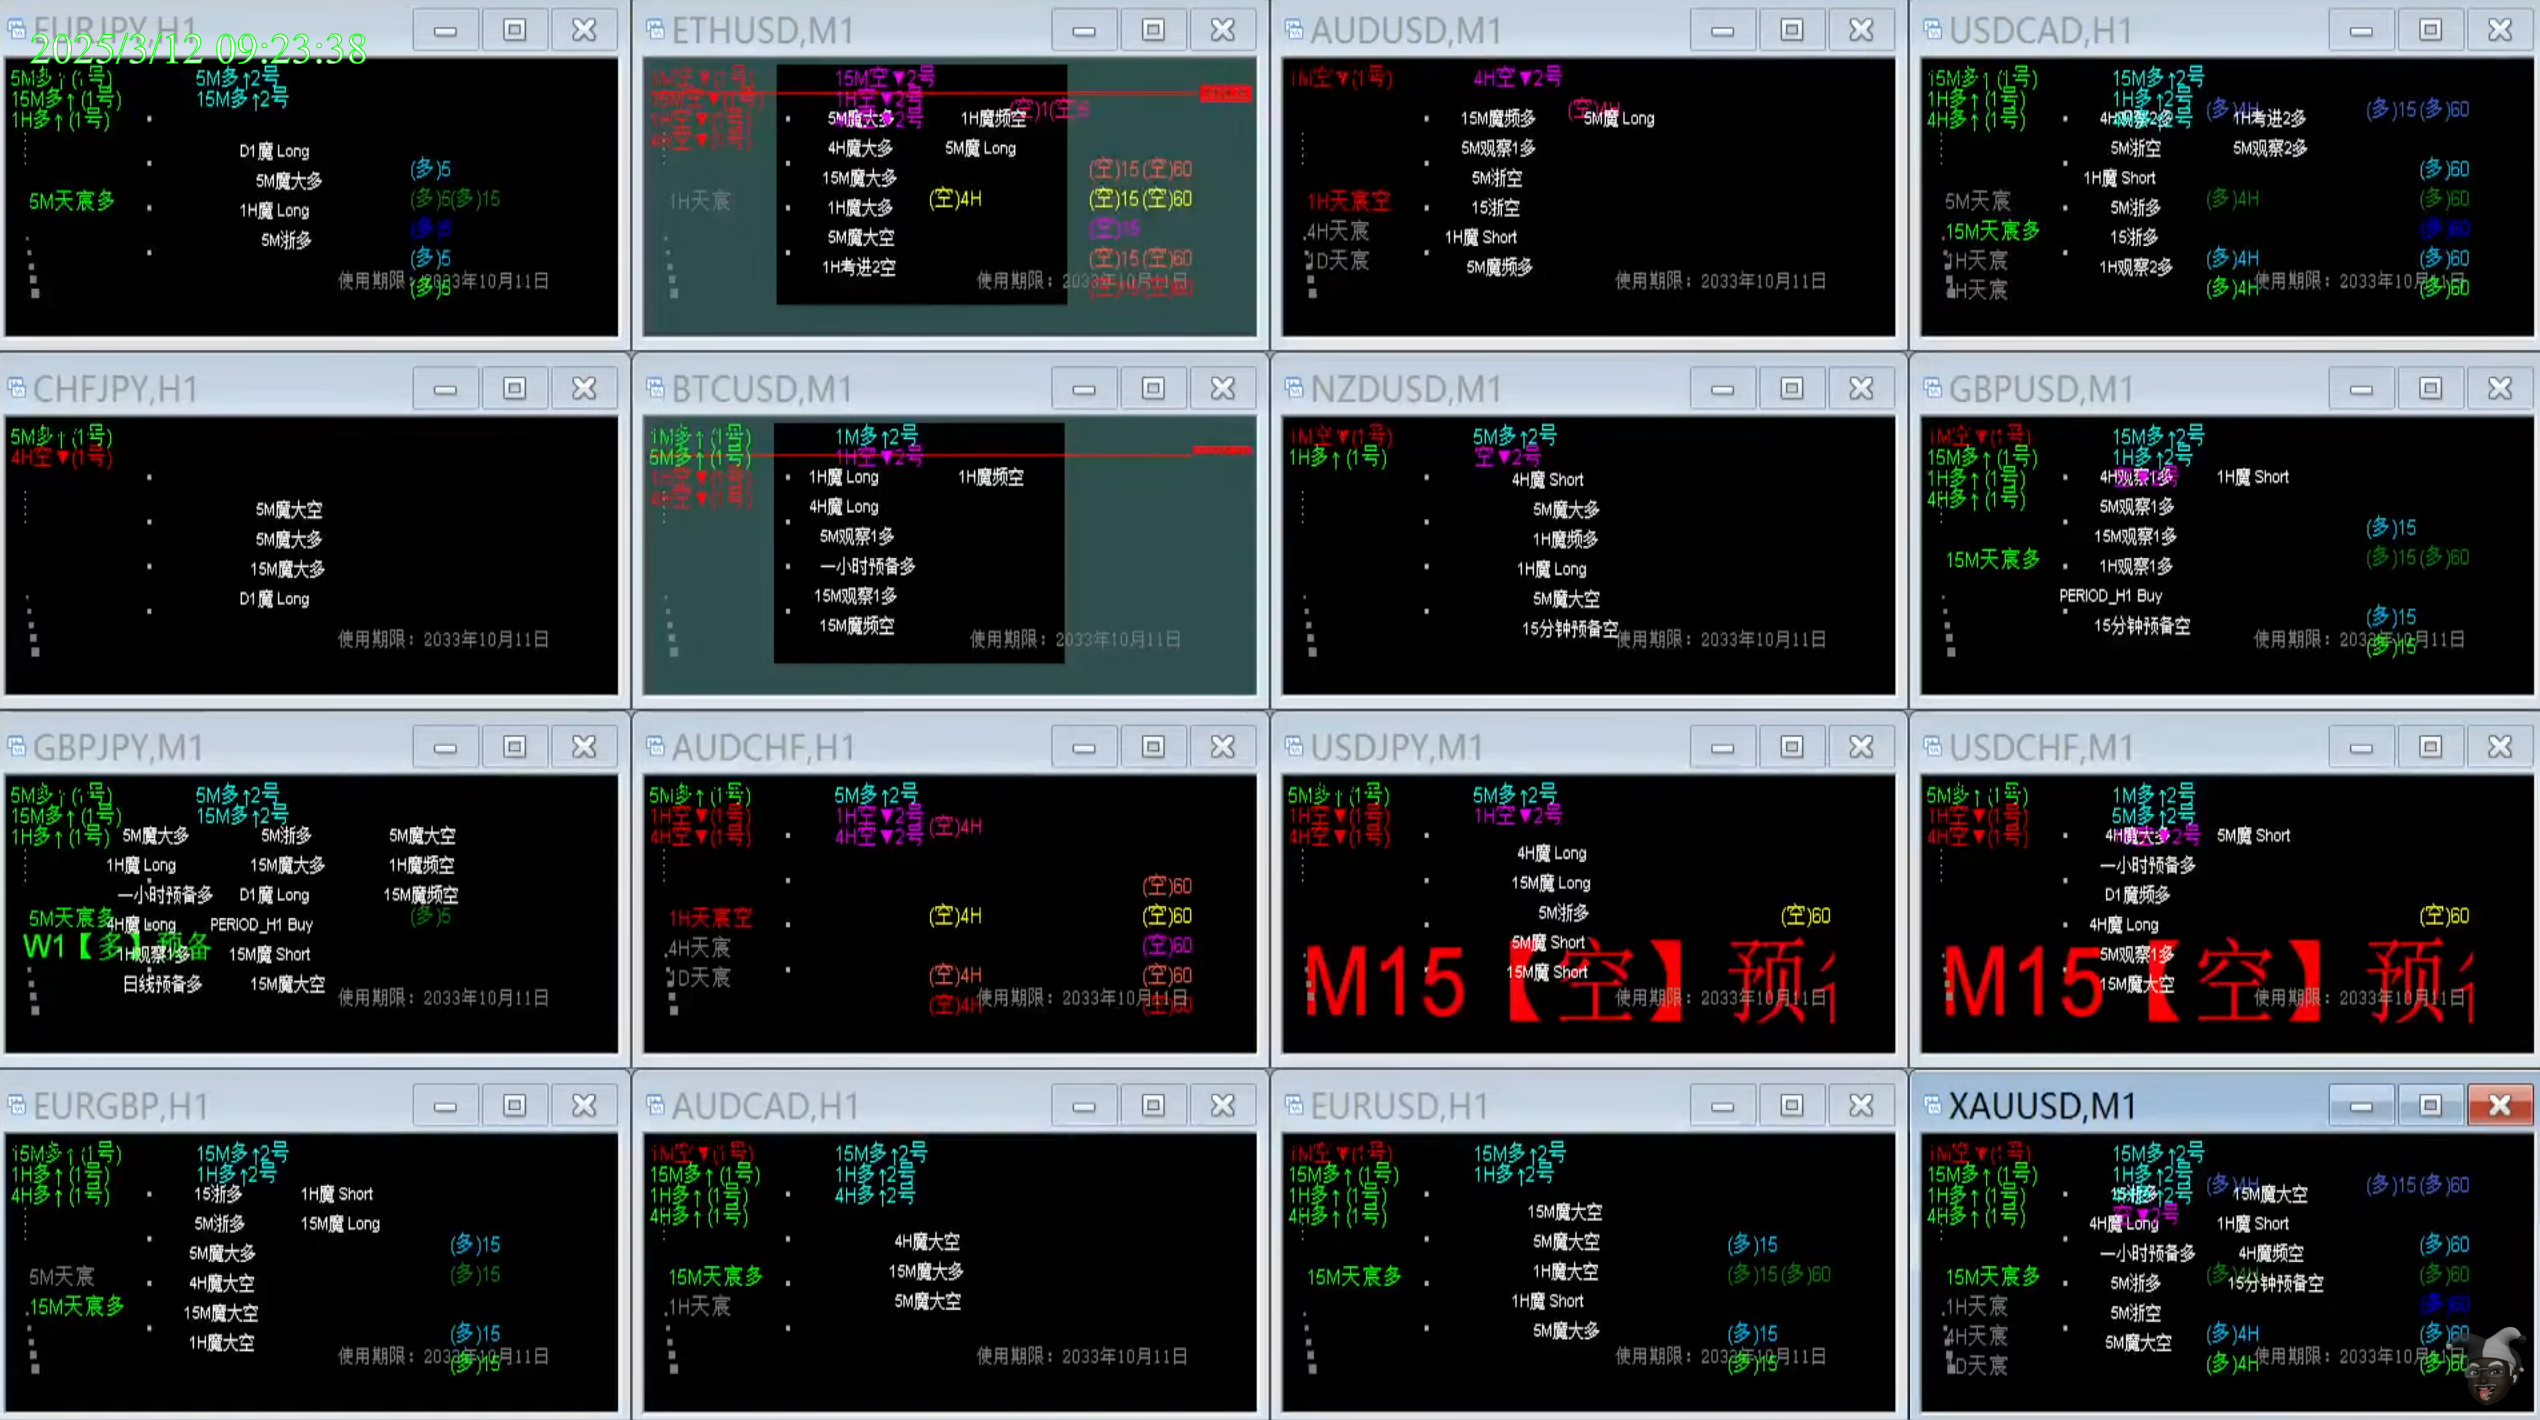 EURJPY,H1
2025/3/12 09:23:38
5M多↑(1号) 5M多↑2号
15M多↑(1号) 15M多↑2号
1H多↑(1号)
D1魔 Long
(多)5
5M魔大多
5M天宸多 (多)5(多)15
1H魔 Long
(多)5
5M浙多
(多)5
使用期限：2033年10月11日
(多)5
ETHUSD,M1
1M空▼(1号) 15M空▼2号
15M空▼(1号) 1H空▼2号
1H空▼(1号) 5M魔大多 1H魔频空
4H空▼(1号)
4H魔大多 5M魔 Long
15M魔大多 (空)15(空)60
1H天宸 1H魔大多 (空)4H (空)15(空)60
5M魔大空 (空)15
1H考进2空 (空)15(空)60
使用期限：2033年10月11日
AUDUSD,M1
1M空▼(1号) 4H空▼2号
(空)4H
15M魔频多 5M魔 Long
5M观察1多
5M浙空
1H天宸空 15浙空
4H天宸 1H魔 Short
1D天宸 5M魔频多
使用期限：2033年10月11日
USDCAD,H1
15M多↑(1号) 15M多↑2号
1H多↑(1号) 1H多↑2号 (多)4H (多)15(多)60
4H多↑(1号) 4H观察2多 1H考进2多
5M浙空 5M观察2多
1H魔 Short (多)60
5M天宸 5M浙多 (多)4H (多)60
15M天宸多 15浙多 (多)60
1H天宸 1H观察2多 (多)4H (多)60
4H天宸 (多)4H (多)60
使用期限：2033年10月11日
CHFJPY,H1
5M多↑(1号)
4H空▼(1号)
5M魔大空
5M魔大多
15M魔大多
D1魔 Long
使用期限：2033年10月11日
BTCUSD,M1
1M多↑(1号) 1M多↑2号
5M多↑(1号) 1H空▼2号
1H空▼(1号) 1H魔 Long 1H魔频空
4H空▼(1号) 4H魔 Long
5M观察1多
一小时预备多
15M观察1多
15M魔频空
使用期限：2033年10月11日
NZDUSD,M1
1M空▼(1号) 5M多↑2号
1H多↑(1号) 空▼2号
4H魔 Short
5M魔大多
1H魔频多
1H魔 Long
5M魔大空
15分钟预备空
使用期限：2033年10月11日
GBPUSD,M1
1M空▼(1号) 15M多↑2号
15M多↑(1号) 1H多↑2号
1H多↑(1号) 4H观察1多 1H魔 Short
4H多↑(1号) 5M观察1多
15M观察1多 (多)15
15M天宸多 1H观察1多 (多)15(多)60
PERIOD_H1 Buy
15分钟预备空 (多)15
使用期限：2033年10月11日
(多)15
GBPJPY,M1
5M多↑(1号) 5M多↑2号
15M多↑(1号) 15M多↑2号
1H多↑(1号) 5M魔大多 5M浙多 5M魔大空
1H魔 Long 15M魔大多 1H魔频空
一小时预备多 D1魔 Long 15M魔频空
5M天宸多 4H魔 Long PERIOD_H1 Buy (多)5
W1【多】预备 1H观察1多 15M魔 Short
日线预备多 15M魔大空
使用期限：2033年10月11日
AUDCHF,H1
5M多↑(1号) 5M多↑2号
1H空▼(1号) 1H空▼2号
4H空▼(1号) 4H空▼2号 (空)4H
(空)60
1H天宸空 (空)4H (空)60
4H天宸 (空)60
1D天宸 (空)4H (空)60
(空)4H (空)60
使用期限：2033年10月11日
USDJPY,M1
5M多↑(1号) 5M多↑2号
1H空▼(1号) 1H空▼2号
4H空▼(1号)
4H魔 Long
15M魔 Long
5M浙多 (空)60
5M魔 Short
15M魔 Short
M15【空】预
使用期限：2033年10月11日
USDCHF,M1
5M多↑(1号) 1M多↑2号
1H空▼(1号) 5M多↑2号
4H空▼(1号) 4H魔大多 5M魔 Short
一小时预备多
D1魔频多
4H魔 Long (空)60
5M观察1多
15M魔大空
M15【空】预
使用期限：2033年10月11日
EURGBP,H1
15M多↑(1号) 15M多↑2号
1H多↑(1号) 1H多↑2号
4H多↑(1号) 15浙多 1H魔 Short
5M浙多 15M魔 Long
5M魔大多 (多)15
5M天宸 4H魔大空 (多)15
15M天宸多 15M魔大空
1H魔大空 (多)15
使用期限：2033年10月11日
(多)15
AUDCAD,H1
1M空▼(1号) 15M多↑2号
15M多↑(1号) 1H多↑2号
1H多↑(1号) 4H多↑2号
4H多↑(1号)
4H魔大空
15M天宸多 15M魔大多
1H天宸 5M魔大空
使用期限：2033年10月11日
EURUSD,H1
1M空▼(1号) 15M多↑2号
15M多↑(1号) 1H多↑2号
1H多↑(1号)
4H多↑(1号) 15M魔大空
5M魔大空 (多)15
15M天宸多 1H魔大空 (多)15(多)60
1H魔 Short
5M魔大多 (多)15
使用期限：2033年10月11日
(多)15
XAUUSD,M1
1M空▼(1号) 15M多↑2号
15M多↑(1号) 1H多↑2号 (多)4H (多)15(多)60
1H多↑(1号) 15浙多 15M魔大空
4H多↑(1号) 4H魔 Long 1H魔 Short
一小时预备多 4H魔频空 (多)60
15M天宸多 5M浙多 (多)4H 15分钟预备空 (多)60
1H天宸 5M浙空 (多)60
4H天宸 5M魔大空 (多)4H (多)60
1D天宸 (多)4H (多)60
使用期限：2033年10月11日